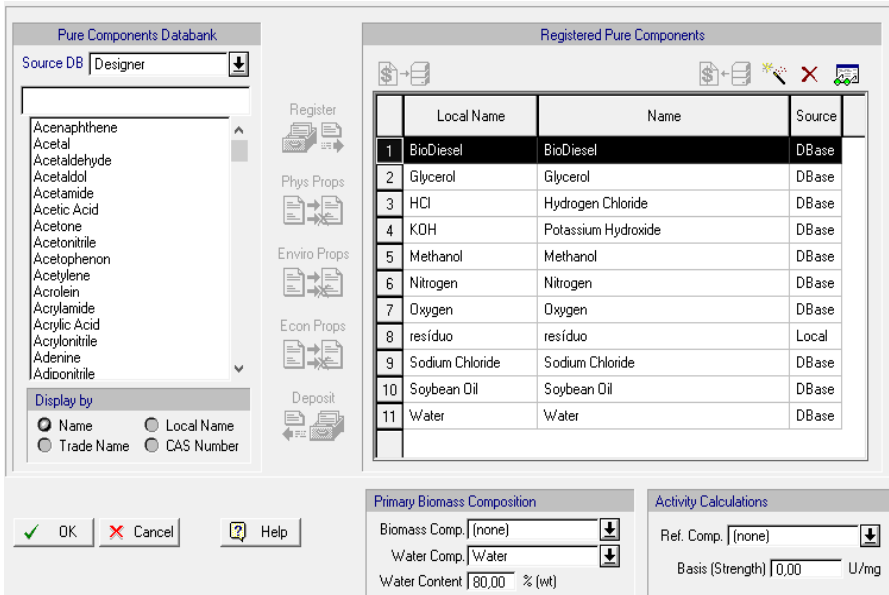 Pure Components Databank
Source DB Designer
Acenaphthene
Acetal
Acetaldehyde
Acetaldol
Acetamide
Acetic Acid
Acetone
Acetonitrile
Acetophenon
Acetylene
Acrolein
Acrylamide
Acrylic Acid
Acrylonitrile
Adenine
Adiponitrile
Display by
Name Local Name
Trade Name CAS Number
Register
Phys Props
Enviro Props
Econ Props
Deposit
Registered Pure Components
Local Name Name Source
1 BioDiesel BioDiesel DBase
2 Glycerol Glycerol DBase
3 HCl Hydrogen Chloride DBase
4 KOH Potassium Hydroxide DBase
5 Methanol Methanol DBase
6 Nitrogen Nitrogen DBase
7 Oxygen Oxygen DBase
8 resíduo resíduo Local
9 Sodium Chloride Sodium Chloride DBase
10 Soybean Oil Soybean Oil DBase
11 Water Water DBase
OK Cancel Help
Primary Biomass Composition
Biomass Comp. (none)
Water Comp. Water
Water Content 80,00 % (wt)
Activity Calculations
Ref. Comp. (none)
Basis (Strength) 0,00 U/mg